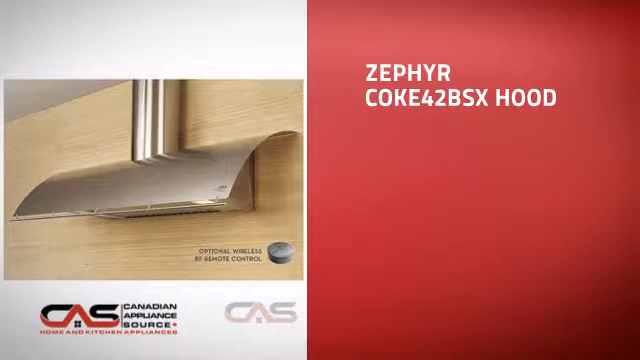 ZEPHYR
COKE42BSX HOOD
OPTIONAL WIRELESS
RF REMOTE CONTROL
CAS CANADIAN
APPLIANCE
SOURCE
HOME AND KITCHEN APPLIANCES
CAS